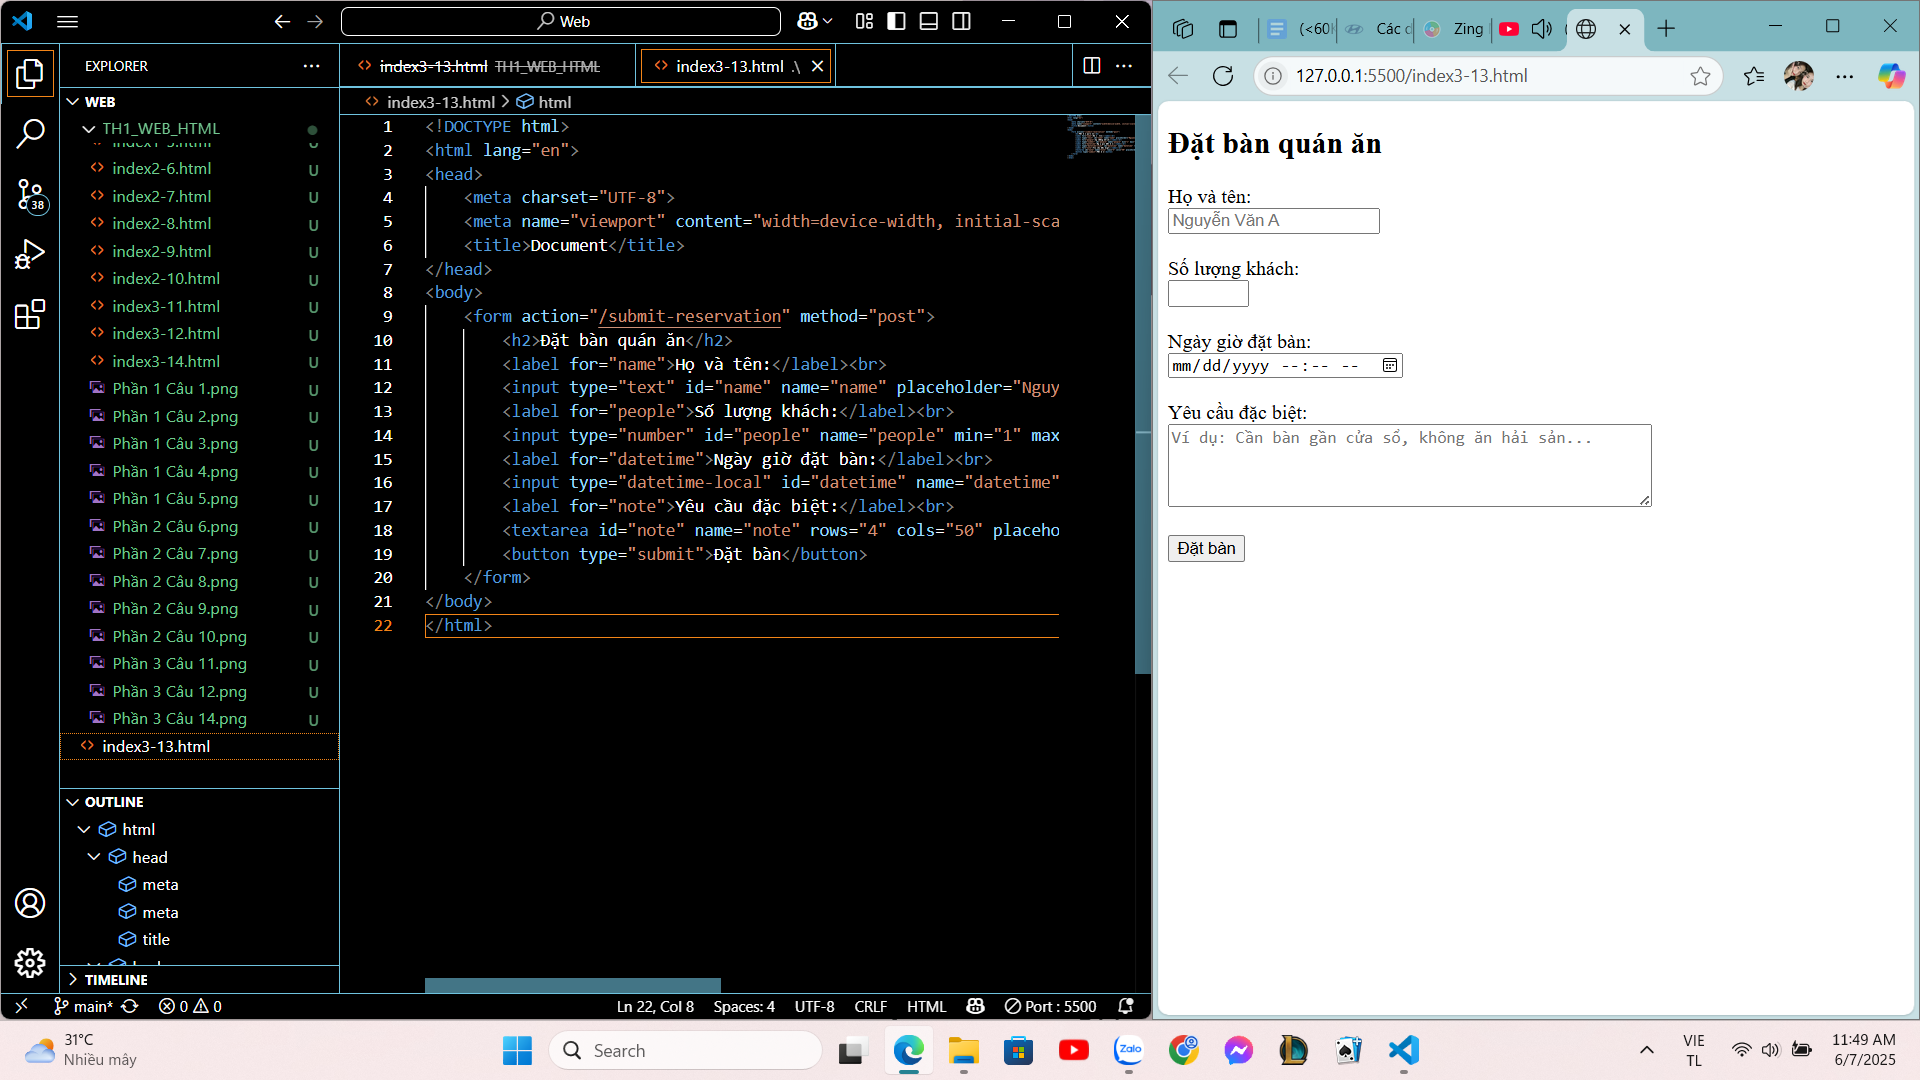 Web
EXPLORER
index3-13.html TH1_WEB_HTML
index3-13.html .\
index3-13.html > html
WEB
TH1_WEB_HTML
index2-6.html U
index2-7.html U
index2-8.html U
index2-9.html U
index2-10.html U
index3-11.html U
index3-12.html U
index3-14.html U
Phần 1 Câu 1.png U
Phần 1 Câu 2.png U
Phần 1 Câu 3.png U
Phần 1 Câu 4.png U
Phần 1 Câu 5.png U
Phần 2 Câu 6.png U
Phần 2 Câu 7.png U
Phần 2 Câu 8.png U
Phần 2 Câu 9.png U
Phần 2 Câu 10.png U
Phần 3 Câu 11.png U
Phần 3 Câu 12.png U
Phần 3 Câu 14.png U
index3-13.html
38
OUTLINE
html
head
meta
meta
title
TIMELINE
1 <!DOCTYPE html>
2 <html lang="en">
3 <head>
4 <meta charset="UTF-8">
5 <meta name="viewport" content="width=device-width, initial-sca
6 <title>Document</title>
7 </head>
8 <body>
9 <form action="/submit-reservation" method="post">
10 <h2>Đặt bàn quán ăn</h2>
11 <label for="name">Họ và tên:</label><br>
12 <input type="text" id="name" name="name" placeholder="Nguy
13 <label for="people">Số lượng khách:</label><br>
14 <input type="number" id="people" name="people" min="1" max
15 <label for="datetime">Ngày giờ đặt bàn:</label><br>
16 <input type="datetime-local" id="datetime" name="datetime"
17 <label for="note">Yêu cầu đặc biệt:</label><br>
18 <textarea id="note" name="note" rows="4" cols="50" placeho
19 <button type="submit">Đặt bàn</button>
20 </form>
21 </body>
22 </html>
main* 0 0
Ln 22, Col 8 Spaces: 4 UTF-8 CRLF HTML Port : 5500
(<60 Các Zing
127.0.0.1:5500/index3-13.html
Đặt bàn quán ăn
Họ và tên:
Nguyễn Văn A
Số lượng khách:
Ngày giờ đặt bàn:
mm/dd/yyyy --:-- --
Yêu cầu đặc biệt:
Ví dụ: Cần bàn gần cửa sổ, không ăn hải sản...
Đặt bàn
31°C
Nhiều mây
Search
Zalo
VIE
TL
11:49 AM
6/7/2025